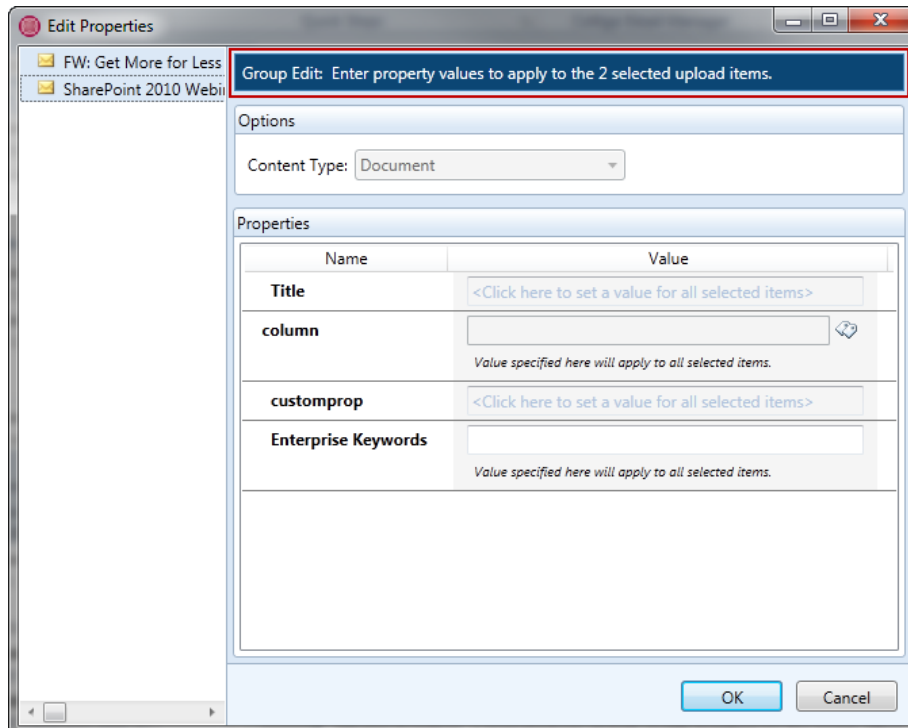 Edit Properties
FW: Get More for Less
SharePoint 2010
Group Edit: Enter property values to apply to the 2 selected upload items.
Options
Content Type: Document
Properties
Name Value
Title <Click here to set a value for all selected items>
column
Value specified here will apply to all selected items.
customprop <Click here to set a value for all selected items>
Enterprise Keywords
Value specified here will apply to all selected items.
OK Cancel